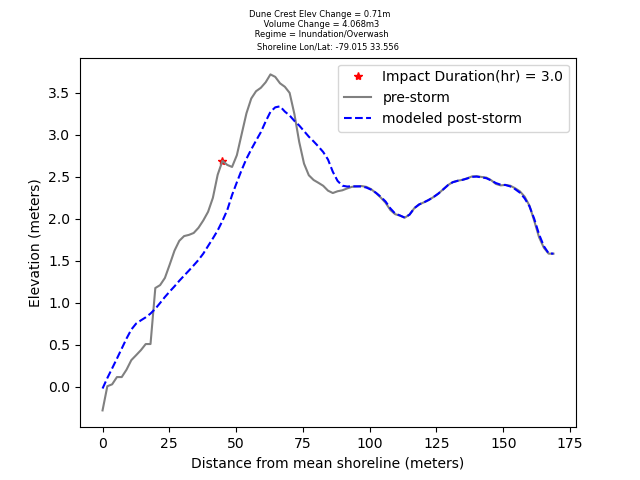 Dune Crest Elev Change = 0.71m
Volume Change = 4.068m3
Regime = Inundation/Overwash
Shoreline Lon/Lat: -79.015 33.556
Impact Duration(hr) = 3.0
pre-storm
modeled post-storm
Elevation (meters)
3.5
3.0
2.5
2.0
1.5
1.0
0.5
0.0
0 25 50 75 100 125 150 175
Distance from mean shoreline (meters)